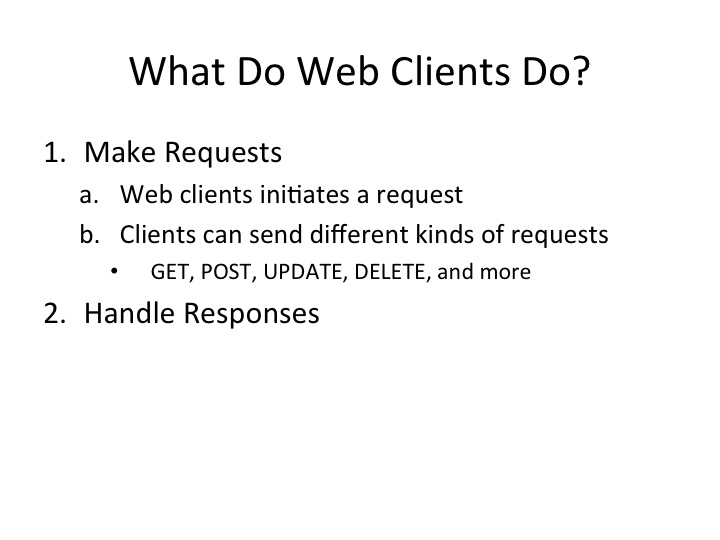 What Do Web Clients Do?
1. Make Requests
a. Web clients initiates a request
b. Clients can send different kinds of requests
• GET, POST, UPDATE, DELETE, and more
2. Handle Responses